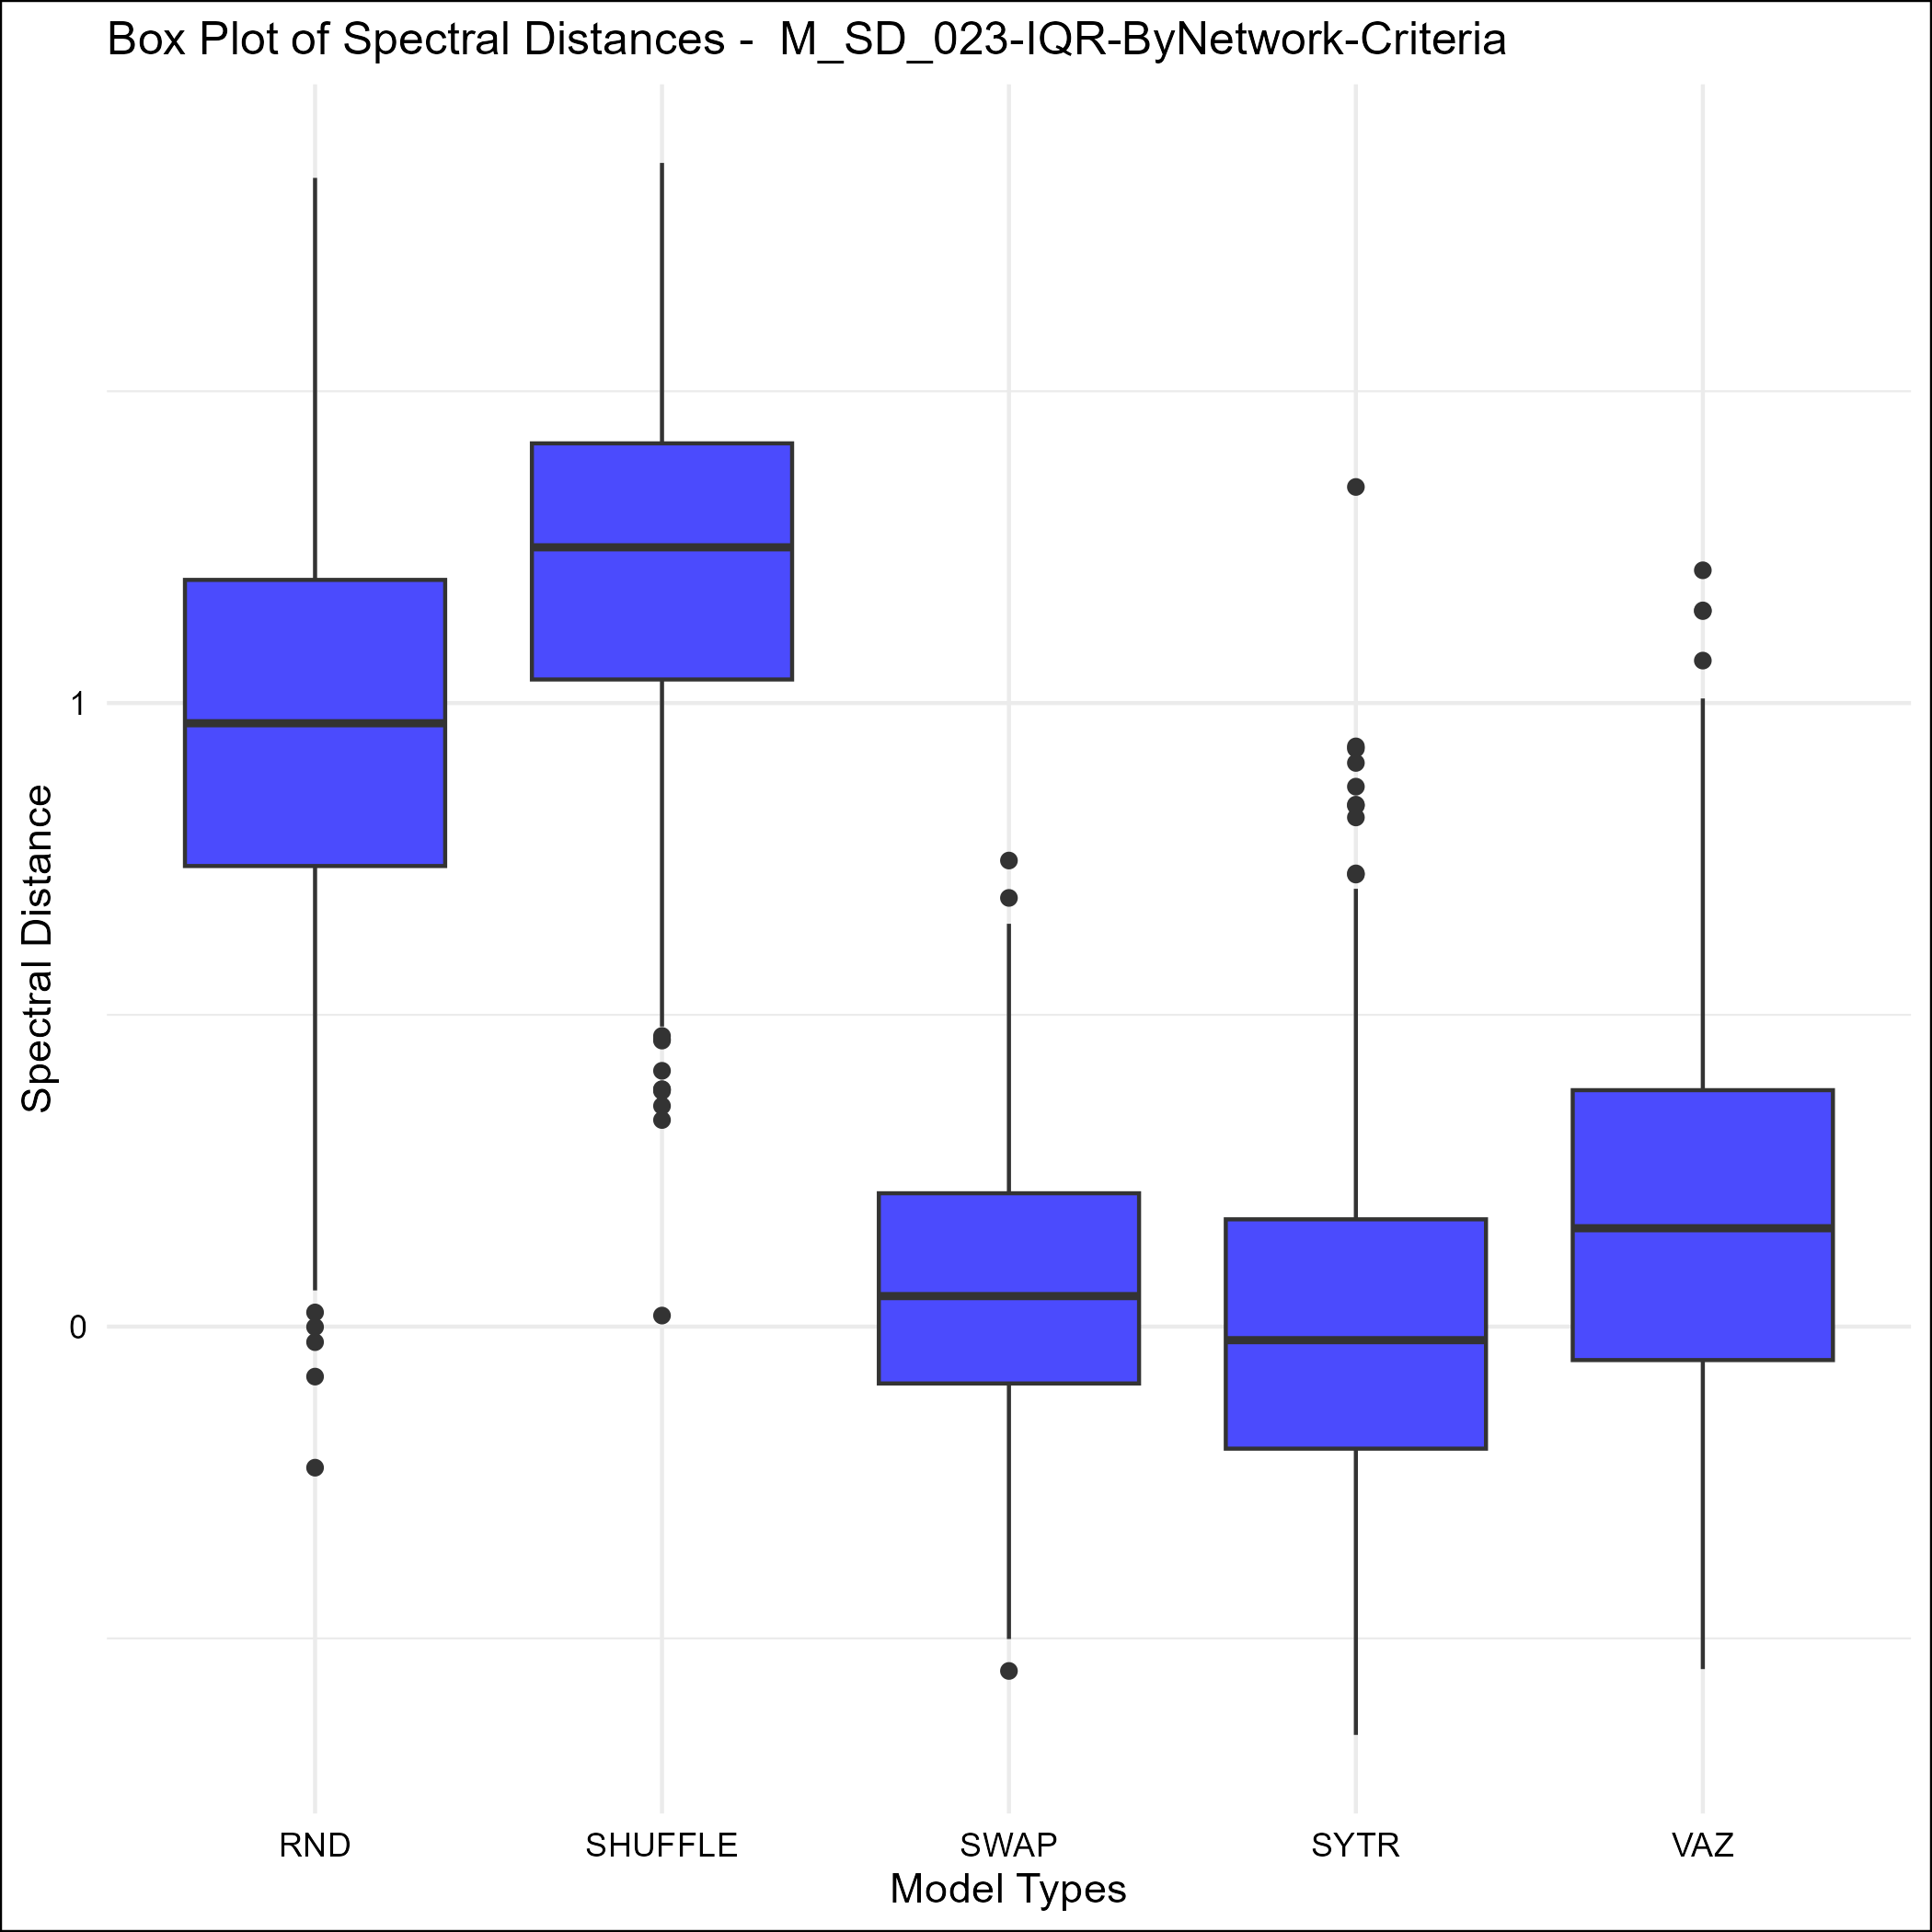 Box Plot of Spectral Distances -  M_SD_023-IQR-ByNetwork-Criteria
Spectral Distance
1
0
RND SHUFFLE SWAP SYTR VAZ
Model Types